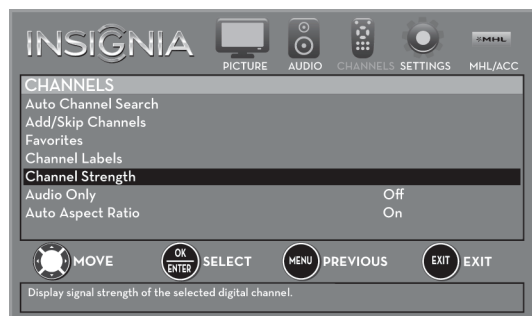 INSIGNIA
PICTURE AUDIO CHANNELS SETTINGS MHL MHL/ACC
CHANNELS
Auto Channel Search
Add/Skip Channels
Favorites
Channel Labels
Channel Strength
Audio Only Off
Auto Aspect Ratio On
MOVE OK ENTER SELECT MENU PREVIOUS EXIT EXIT
Display signal strength of the selected digital channel.